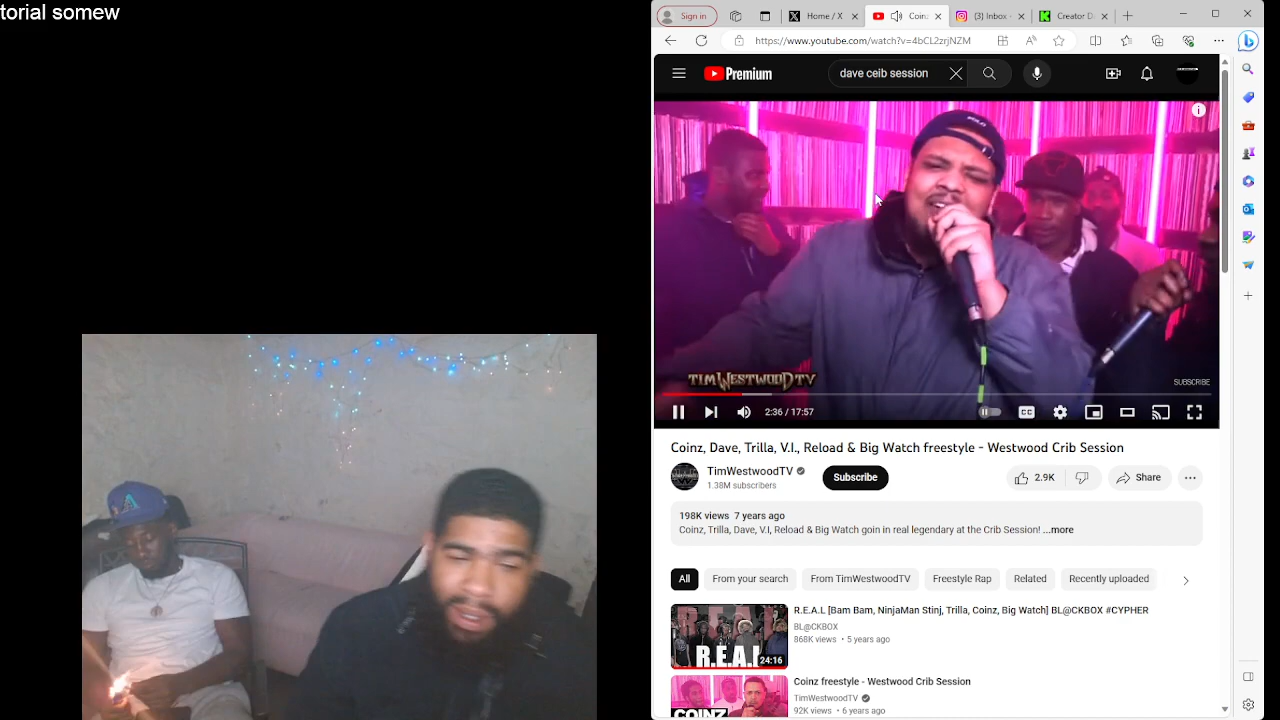 torial somew
Sign in
Home / X
Coinz
(3) Inbox
Creator D
https://www.youtube.com/watch?v=4bCL2zrjNZM
Premium
dave ceib session
TIMWESTWOODTV
SUBSCRIBE
2:36 / 17:57
CC
Coinz, Dave, Trilla, V.I., Reload & Big Watch freestyle - Westwood Crib Session
TimWestwoodTV
1.38M subscribers
Subscribe
2.9K
Share
198K views 7 years ago
Coinz, Trilla, Dave, V.I, Reload & Big Watch goin in real legendary at the Crib Session! ...more
All
From your search
From TimWestwoodTV
Freestyle Rap
Related
Recently uploaded
R.E.A.L [Bam Bam, NinjaMan Stinj, Trilla, Coinz, Big Watch] BL@CKBOX #CYPHER
BL@CKBOX
868K views • 5 years ago
R.E.A.L
24:16
Coinz freestyle - Westwood Crib Session
TimWestwoodTV
92K views • 6 years ago
COINZ